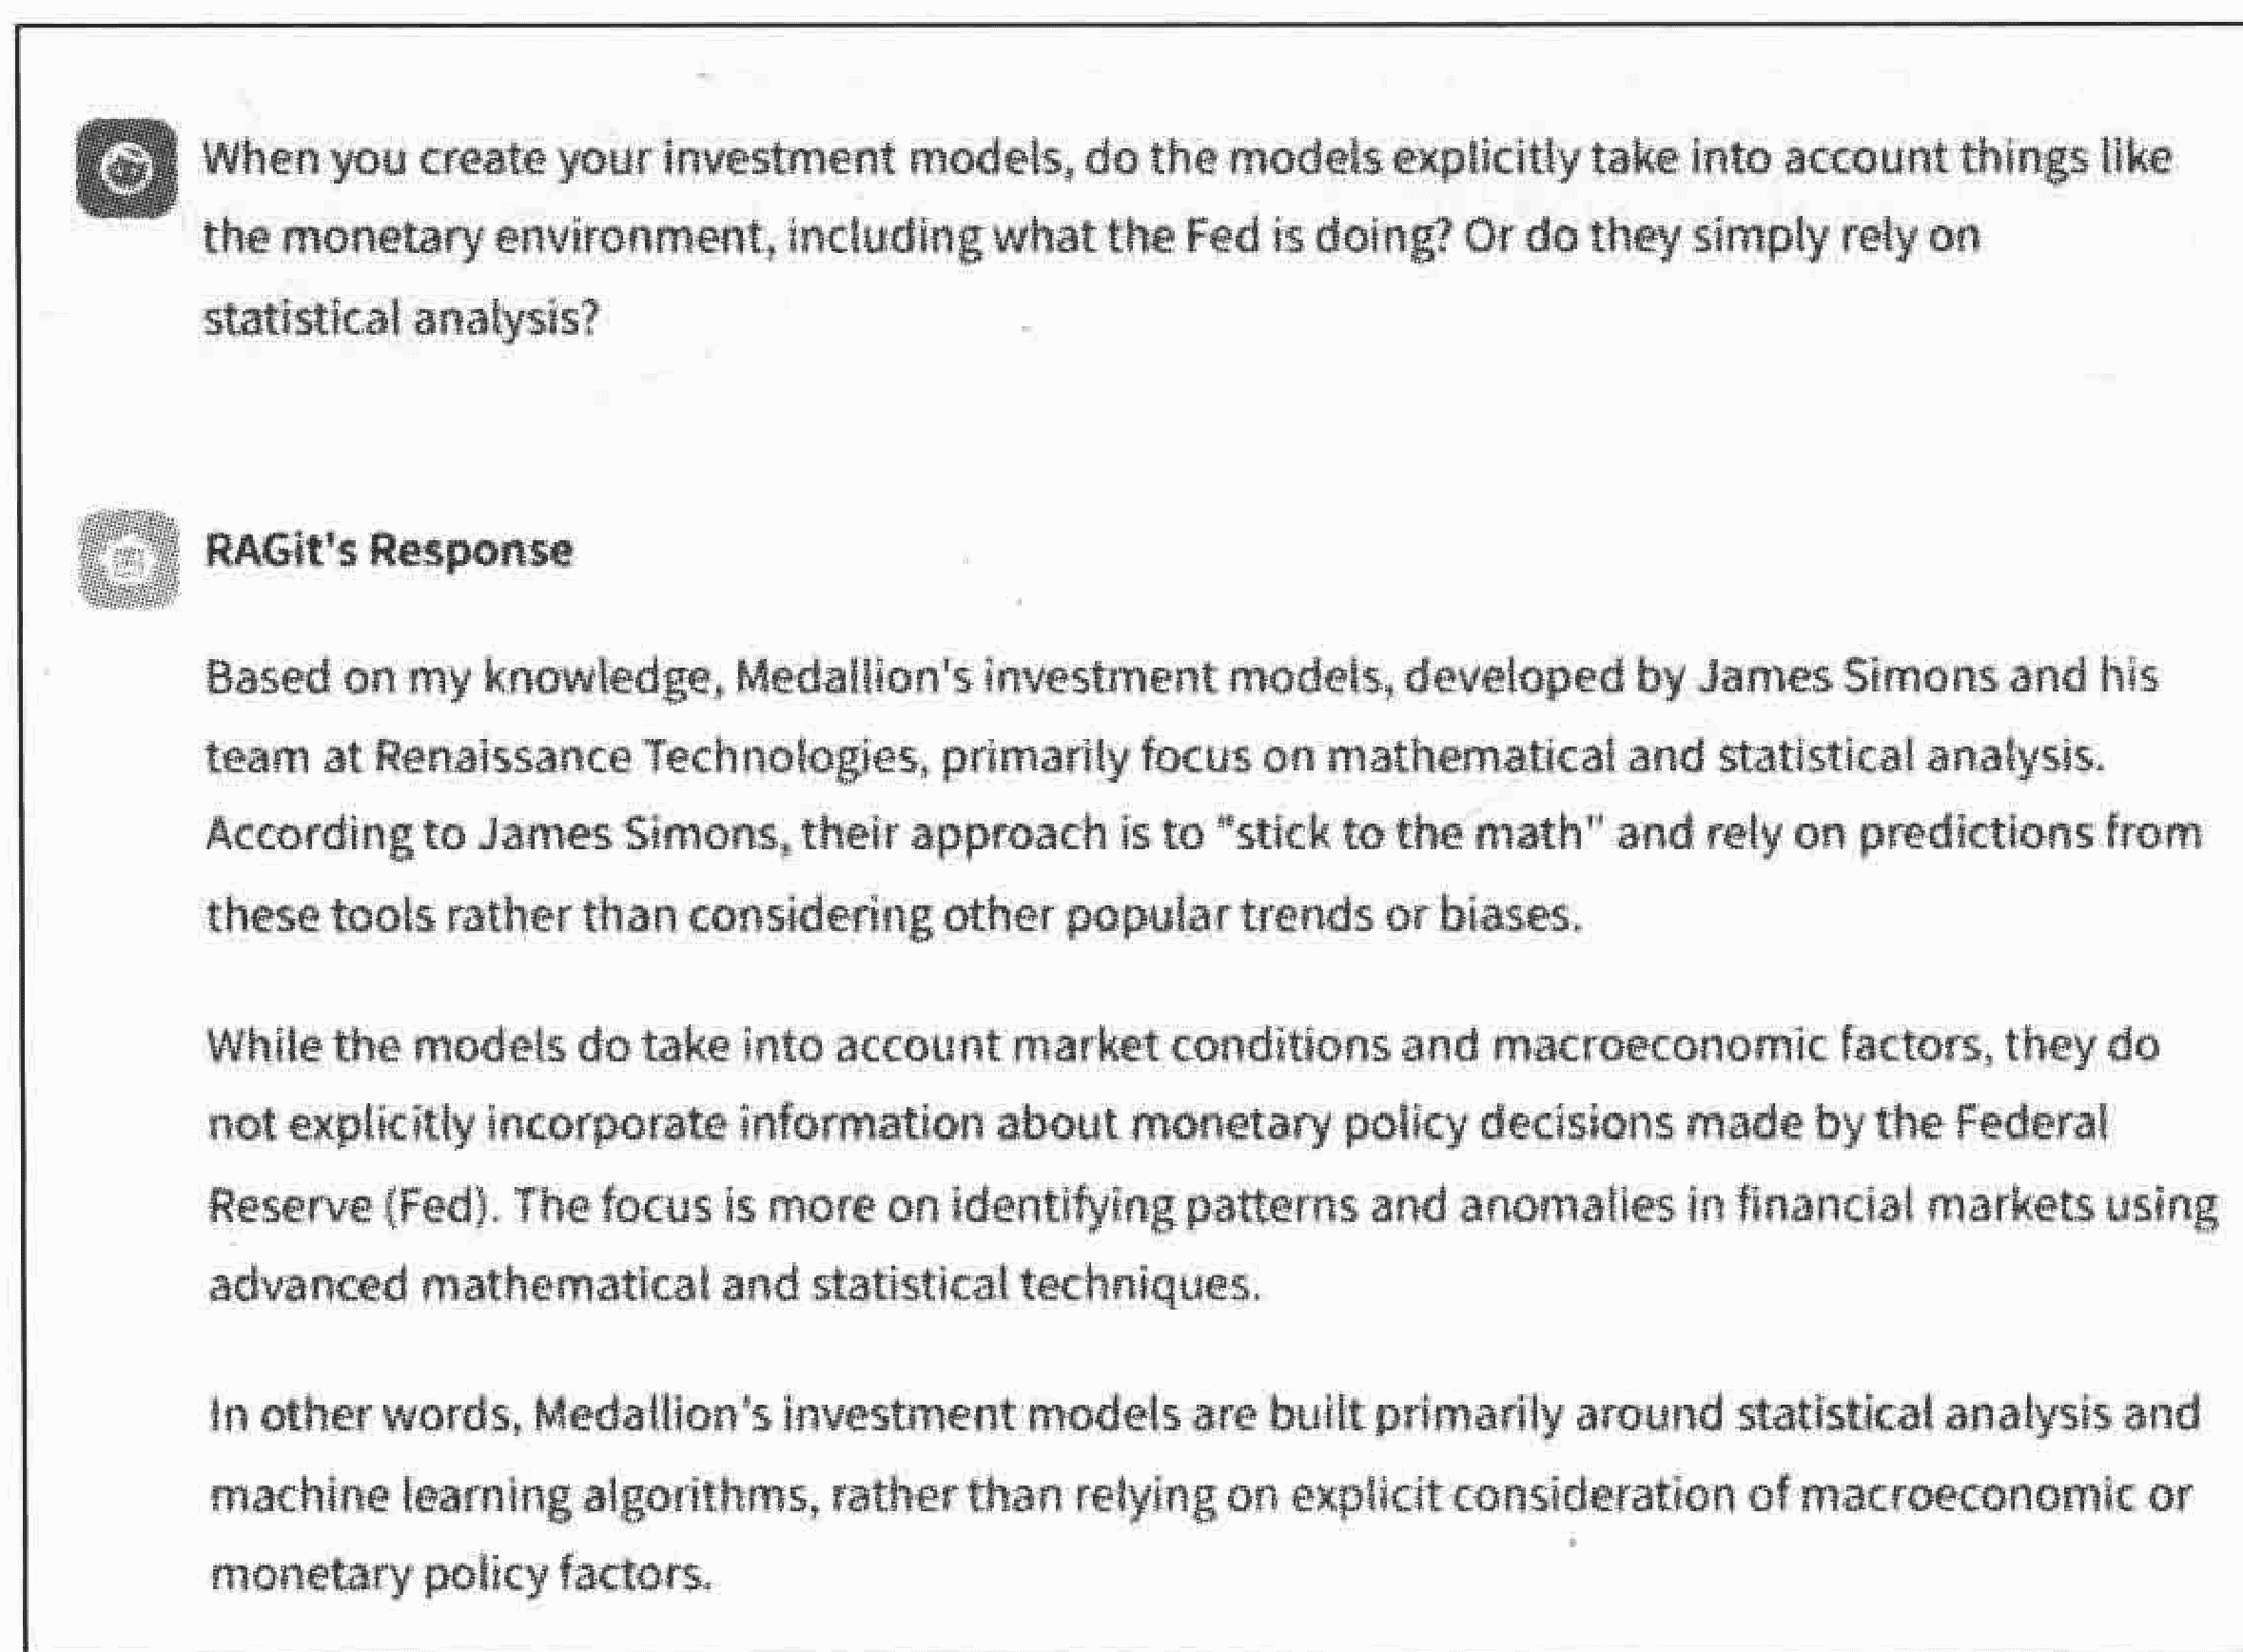 When you create your investment models, do the models explicitly take into account things like
the monetary environment, including what the Fed is doing? Or do they simply rely on
statistical analysis?
RAGit's Response
Based on my knowledge, Medallion's investment models, developed by James Simons and his
team at Renaissance Technologies, primarily focus on mathematical and statistical analysis.
According to James Simons, their approach is to "stick to the math" and rely on predictions from
these tools rather than considering other popular trends or biases.
While the models do take into account market conditions and macroeconomic factors, they do
not explicitly incorporate information about monetary policy decisions made by the Federal
Reserve (Fed). The focus is more on identifying patterns and anomalies in financial markets using
advanced mathematical and statistical techniques.
In other words, Medallion's investment models are built primarily around statistical analysis and
machine learning algorithms, rather than relying on explicit consideration of macroeconomic or
monetary policy factors.